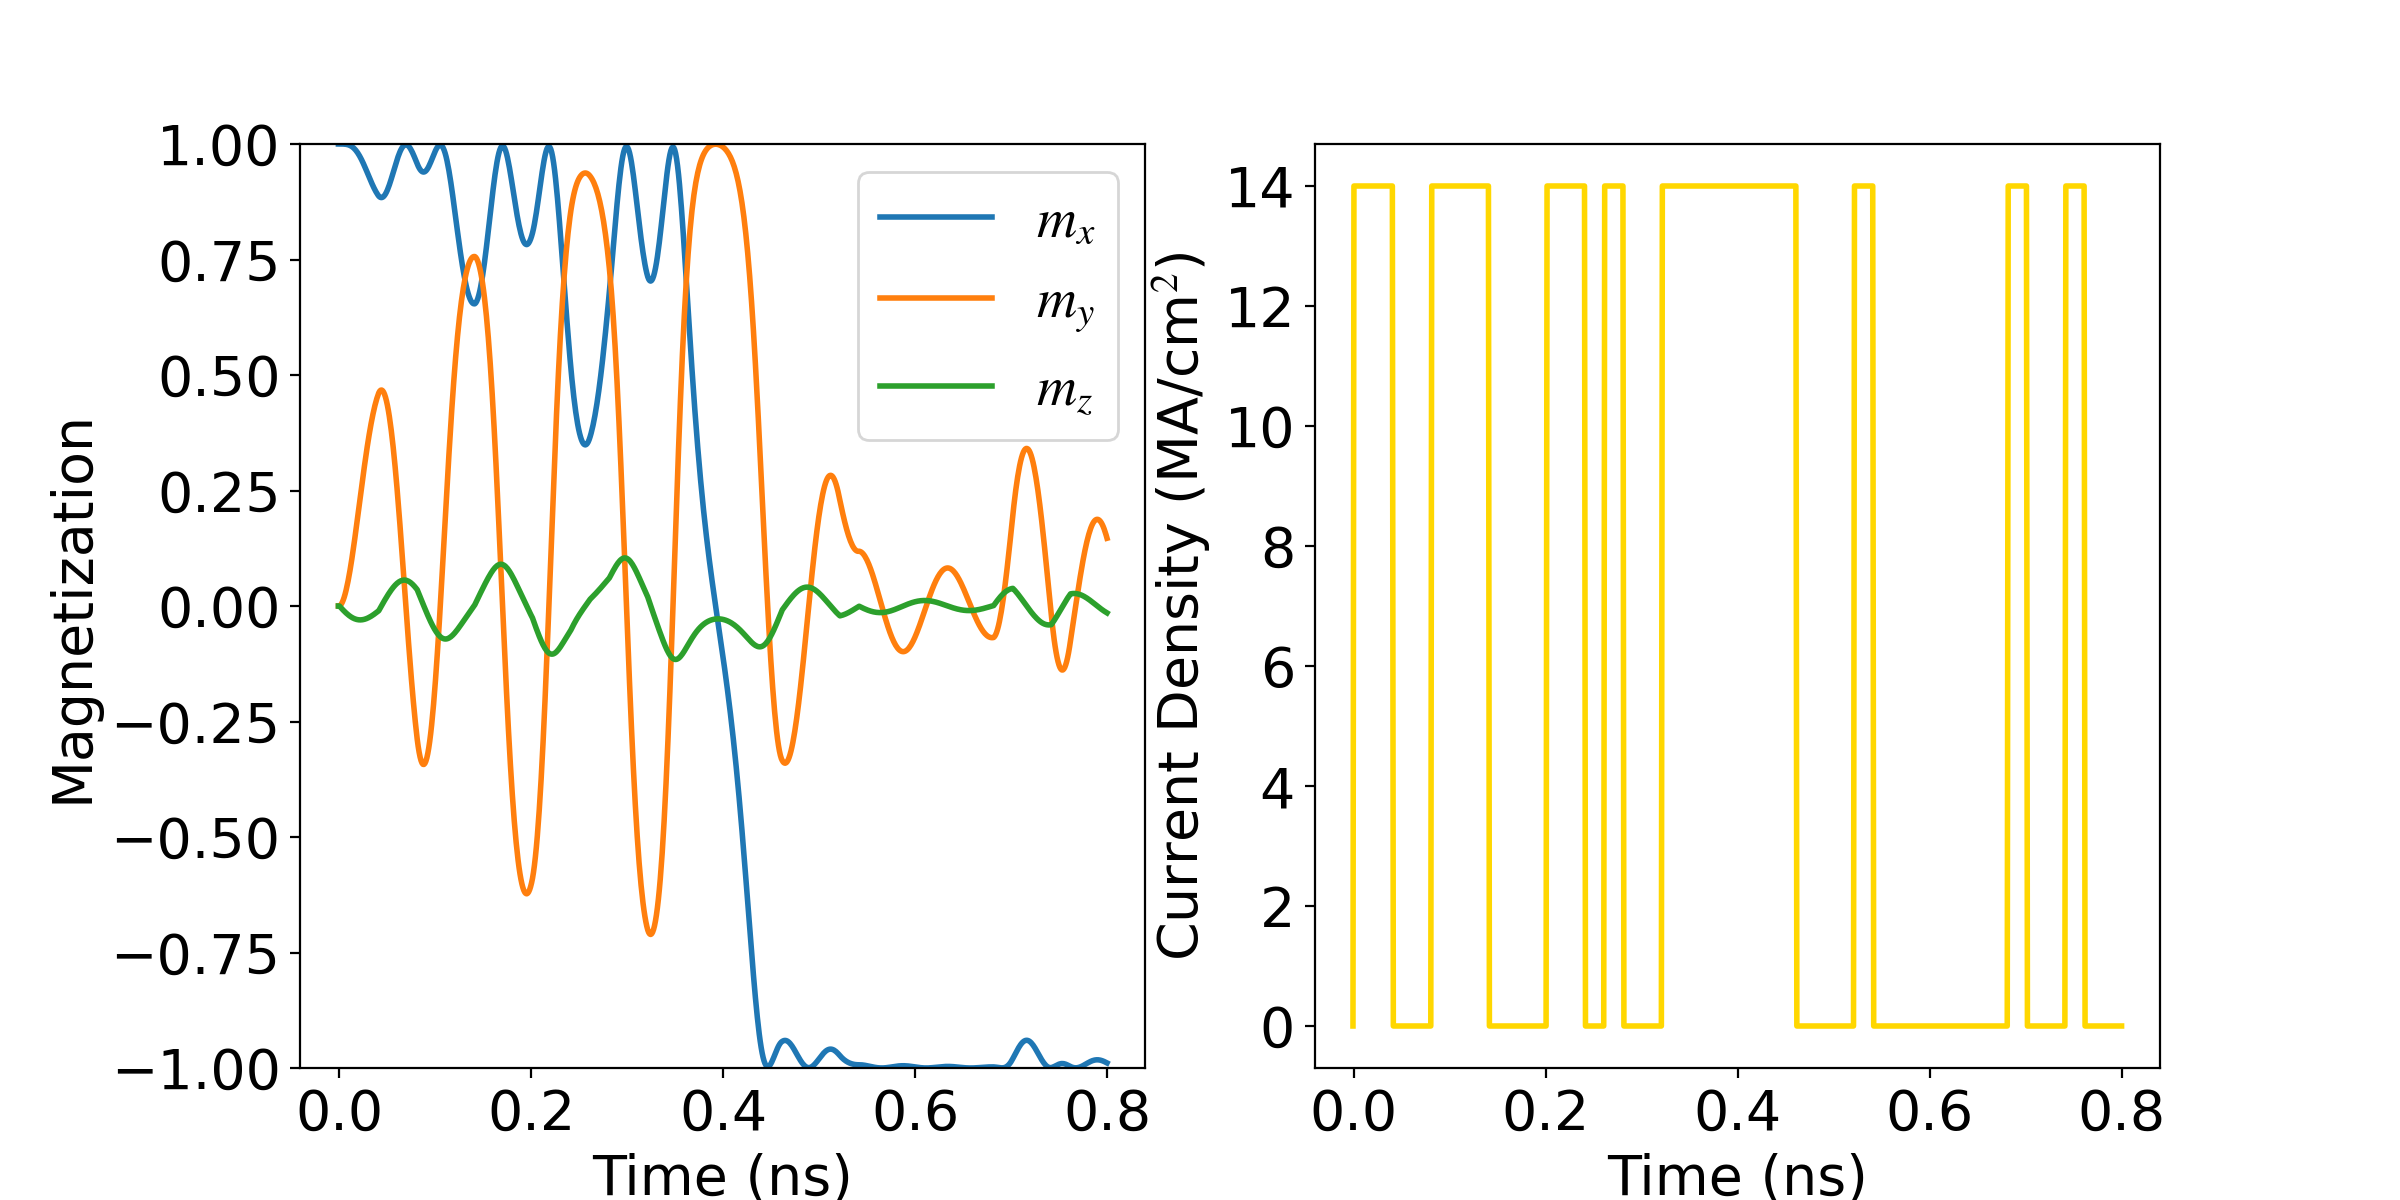 Magnetization
1.00
0.75
0.50
0.25
0.00
−0.25
−0.50
−0.75
−1.00
0.0 0.2 0.4 0.6 0.8
Time (ns)
mₓ
m_y
m_z
Current Density (MA/cm²)
14
12
10
8
6
4
2
0
0.0 0.2 0.4 0.6 0.8
Time (ns)